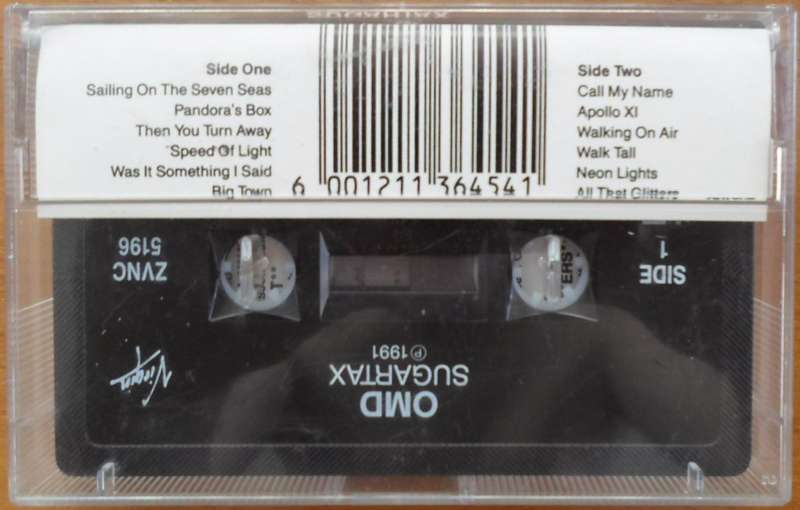 Side One
Sailing On The Seven Seas
Pandora's Box
Then You Turn Away
Speed Of Light
Was It Something I Said
Big Town
6 001211 364541
Side Two
Call My Name
Apollo XI
Walking On Air
Walk Tall
Neon Lights
All That Glitters
SIDE
1
ZVNC
5196
OMD
SUGARTAX
℗ 1991
Virgin